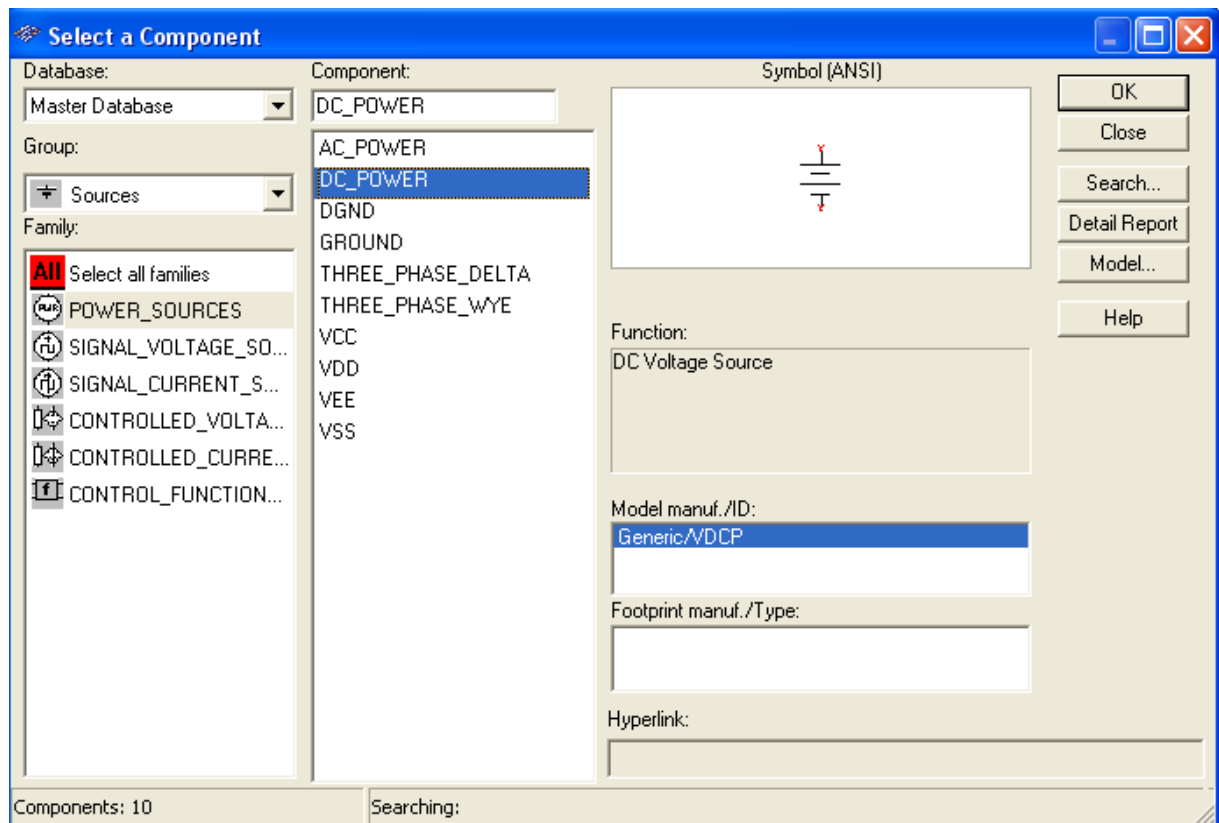 Select a Component
Database:
Master Database
Group:
Sources
Family:
All Select all families
POWER_SOURCES
SIGNAL_VOLTAGE_SO...
SIGNAL_CURRENT_S...
CONTROLLED_VOLTA...
CONTROLLED_CURRE...
CONTROL_FUNCTION...
Component:
DC_POWER
AC_POWER
DC_POWER
DGND
GROUND
THREE_PHASE_DELTA
THREE_PHASE_WYE
VCC
VDD
VEE
VSS
Symbol (ANSI)
Function:
DC Voltage Source
Model manuf./ID:
Generic/VDCP
Footprint manuf./Type:
Hyperlink:
OK
Close
Search...
Detail Report
Model...
Help
Components: 10
Searching: